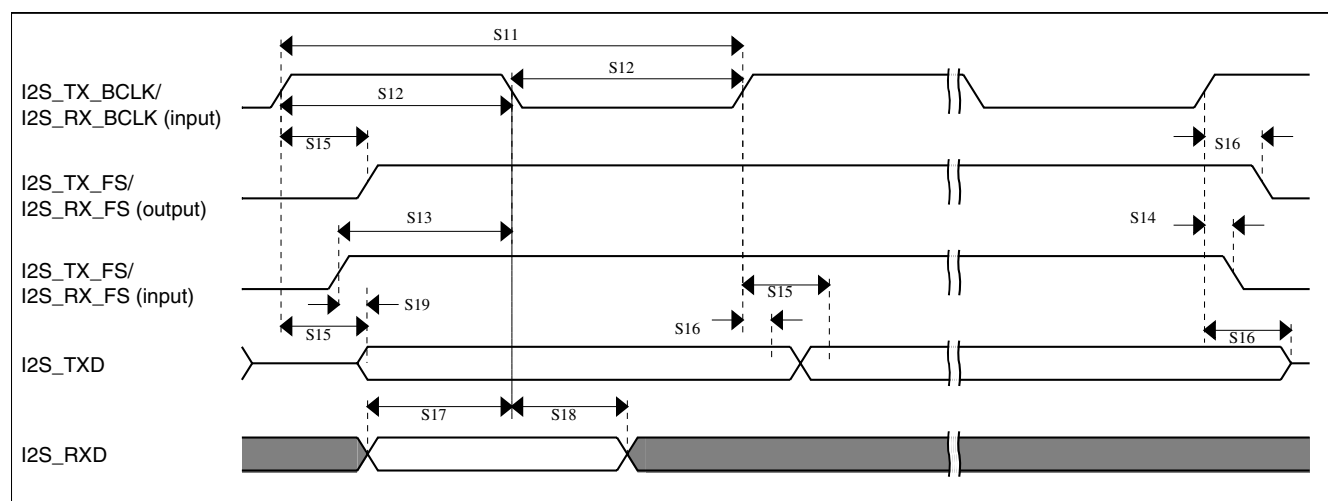 S11
S12
I2S_TX_BCLK/
I2S_RX_BCLK (input)
S12
S15
S16
I2S_TX_FS/
I2S_RX_FS (output)
S13
S14
I2S_TX_FS/
I2S_RX_FS (input)
S15
S19
S15
S16
S16
I2S_TXD
S17
S18
I2S_RXD